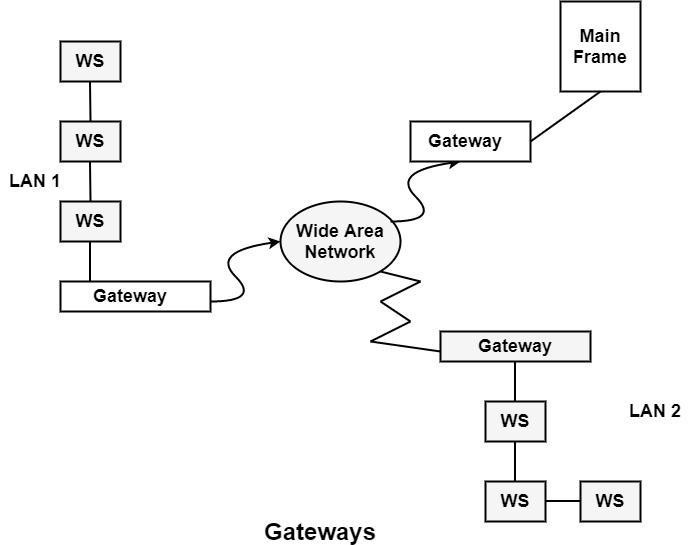 Main
Frame
WS
WS
Gateway
LAN 1
WS
Wide Area
Network
Gateway
Gateway
WS
LAN 2
WS
WS
Gateways